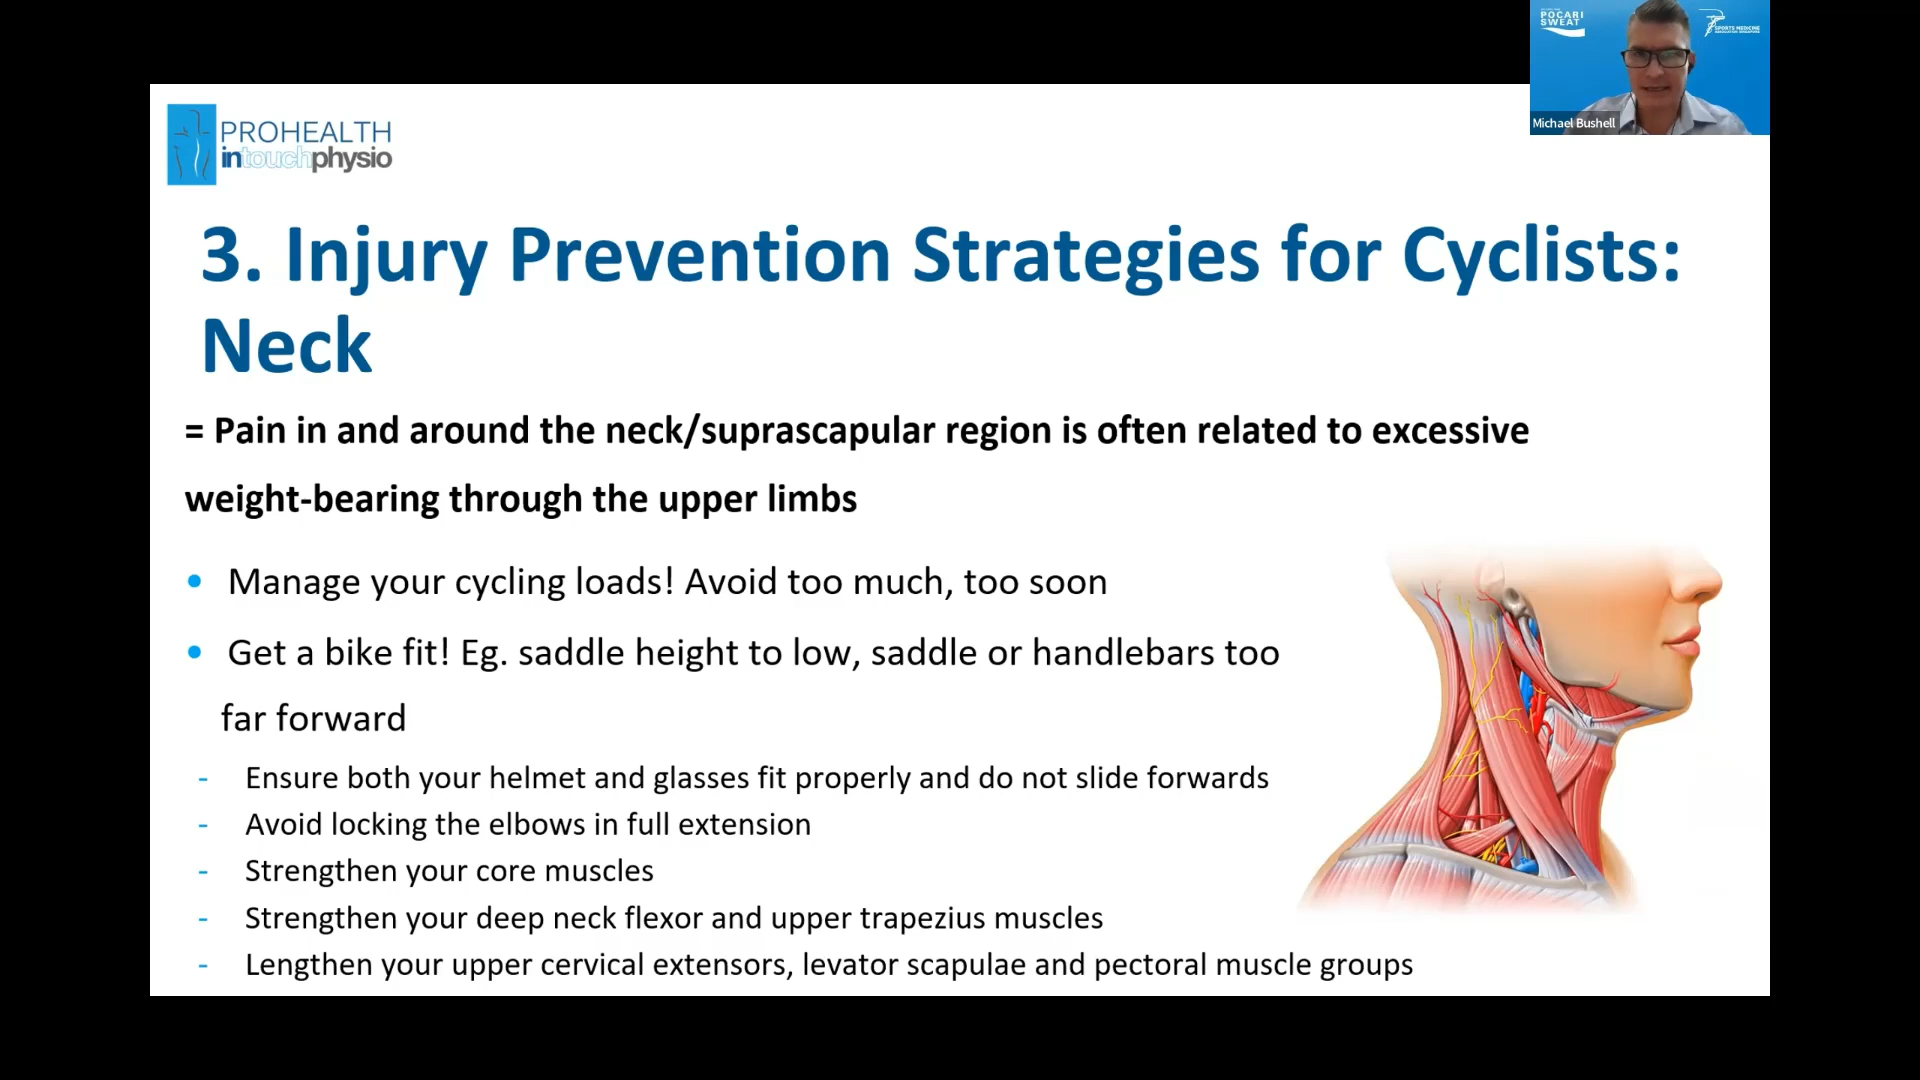 POCARI
SWEAT
SPORTS MEDICINE
ASSOCIATION SINGAPORE
Michael Bushell
PROHEALTH
intouchphysio
3. Injury Prevention Strategies for Cyclists:
Neck
= Pain in and around the neck/suprascapular region is often related to excessive
weight-bearing through the upper limbs
• Manage your cycling loads! Avoid too much, too soon
• Get a bike fit! Eg. saddle height to low, saddle or handlebars too
far forward
- Ensure both your helmet and glasses fit properly and do not slide forwards
- Avoid locking the elbows in full extension
- Strengthen your core muscles
- Strengthen your deep neck flexor and upper trapezius muscles
- Lengthen your upper cervical extensors, levator scapulae and pectoral muscle groups